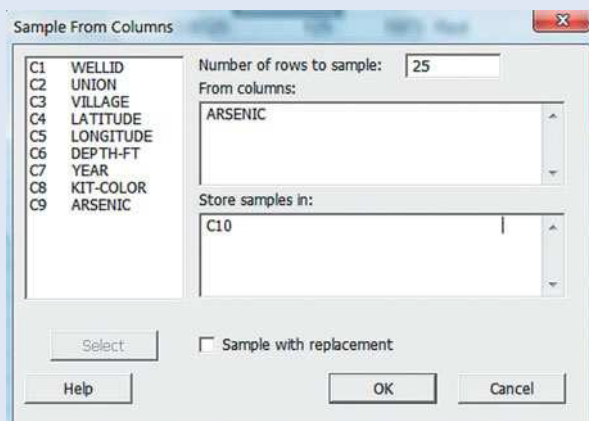 Sample From Columns
C1 WELLID
C2 UNION
C3 VILLAGE
C4 LATITUDE
C5 LONGITUDE
C6 DEPTH-FT
C7 YEAR
C8 KIT-COLOR
C9 ARSENIC
Number of rows to sample: 25
From columns:
ARSENIC
Store samples in:
C10
Select
Sample with replacement
Help
OK
Cancel